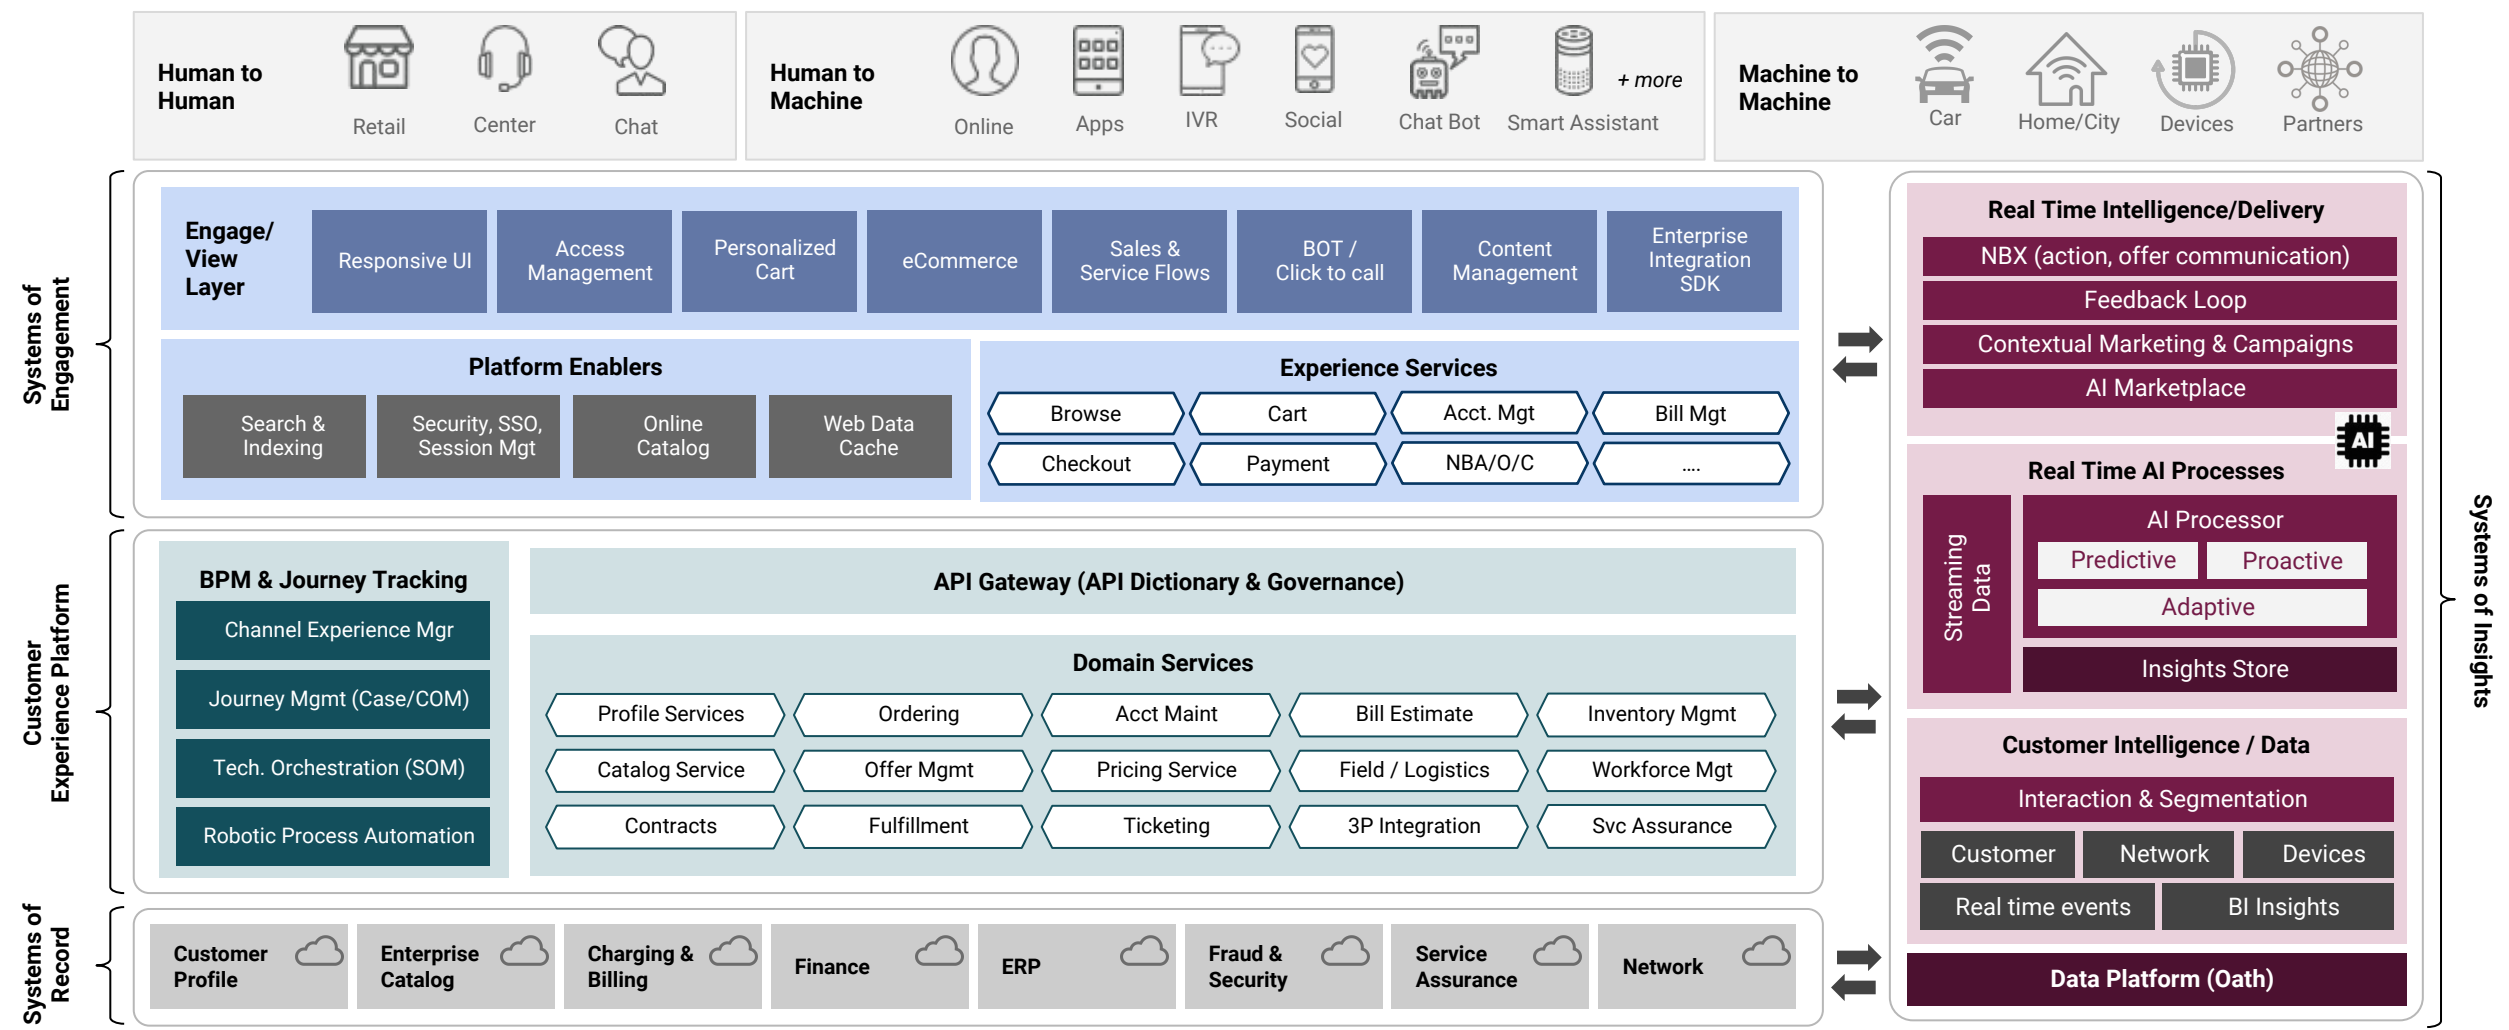 Human to
Human
Retail
Center
Chat
Human to
Machine
Online
Apps
IVR
Social
Chat Bot
Smart Assistant
+ more
Machine to
Machine
Car
Home/City
Devices
Partners
Systems of
Engagement
Engage/
View
Layer
Responsive UI
Access
Management
Personalized
Cart
eCommerce
Sales &
Service Flows
BOT /
Click to call
Content
Management
Enterprise
Integration
SDK
Platform Enablers
Search &
Indexing
Security, SSO,
Session Mgt
Online
Catalog
Web Data
Cache
Experience Services
Browse
Cart
Acct. Mgt
Bill Mgt
Checkout
Payment
NBA/O/C
....
Customer
Experience Platform
BPM & Journey Tracking
Channel Experience Mgr
Journey Mgmt (Case/COM)
Tech. Orchestration (SOM)
Robotic Process Automation
API Gateway (API Dictionary & Governance)
Domain Services
Profile Services
Ordering
Acct Maint
Bill Estimate
Inventory Mgmt
Catalog Service
Offer Mgmt
Pricing Service
Field / Logistics
Workforce Mgt
Contracts
Fulfillment
Ticketing
3P Integration
Svc Assurance
Systems of
Record
Customer
Profile
Enterprise
Catalog
Charging &
Billing
Finance
ERP
Fraud &
Security
Service
Assurance
Network
Real Time Intelligence/Delivery
NBX (action, offer communication)
Feedback Loop
Contextual Marketing & Campaigns
AI Marketplace
AI
Real Time AI Processes
Streaming
Data
AI Processor
Predictive
Proactive
Adaptive
Insights Store
Customer Intelligence / Data
Interaction & Segmentation
Customer
Network
Devices
Real time events
BI Insights
Data Platform (Oath)
Systems of Insights